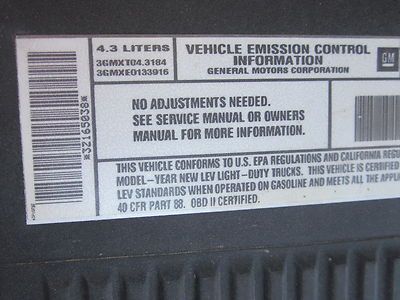 4.3 LITERS
3GMXT04.3184
3GMXE0133916
VEHICLE EMISSION CONTROL
INFORMATION
GENERAL MOTORS CORPORATION
GM
*32165038*
NO ADJUSTMENTS NEEDED.
SEE SERVICE MANUAL OR OWNERS
MANUAL FOR MORE INFORMATION.
THIS VEHICLE CONFORMS TO U.S. EPA REGULATIONS AND CALIFORNIA REGUL
MODEL-YEAR NEW LEV LIGHT-DUTY TRUCKS. THIS VEHICLE IS CERTIFIED
LEV STANDARDS WHEN OPERATED ON GASOLINE AND MEETS ALL THE APPL
40 CFR PART 88. OBD II CERTIFIED.